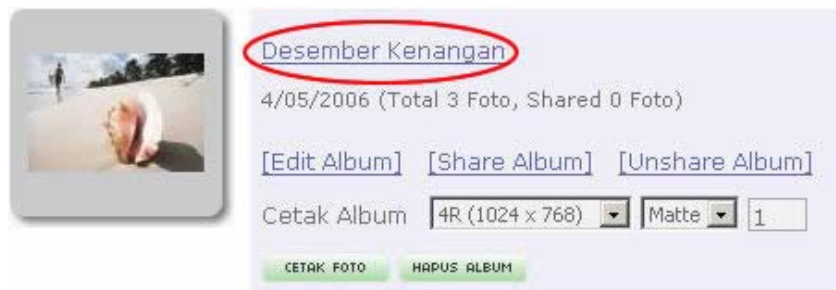 Desember Kenangan
4/05/2006 (Total 3 Foto, Shared 0 Foto)
[Edit Album] [Share Album] [Unshare Album]
Cetak Album 4R (1024 x 768) Matte 1
CETAK FOTO HAPUS ALBUM